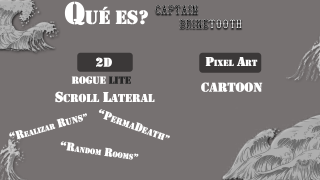 Qué es?
CAPTAIN
BRINETOOTH
2D
Pixel Art
ROGUE LITE
CARTOON
Scroll Lateral
"Realizar Runs"
"PermaDeath"
"Random Rooms"